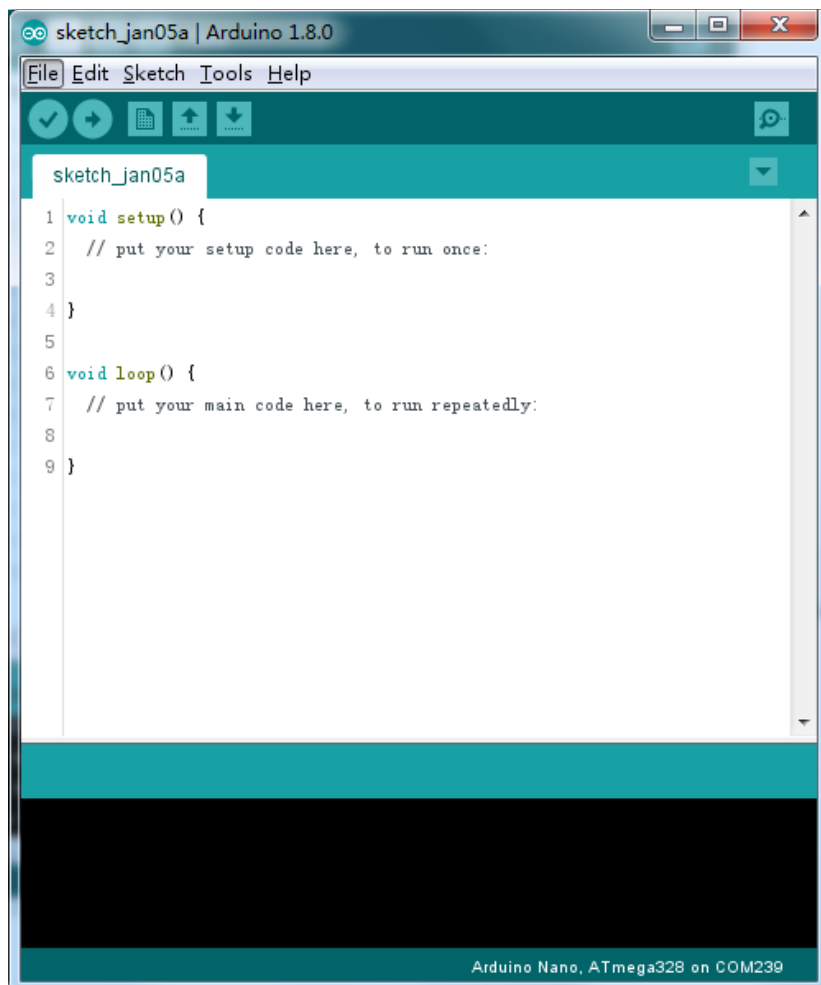 sketch_jan05a | Arduino 1.8.0
File Edit Sketch Tools Help
sketch_jan05a
1 void setup() {
2 // put your setup code here, to run once:
3
4 }
5
6 void loop() {
7 // put your main code here, to run repeatedly:
8
9 }
Arduino Nano, ATmega328 on COM239